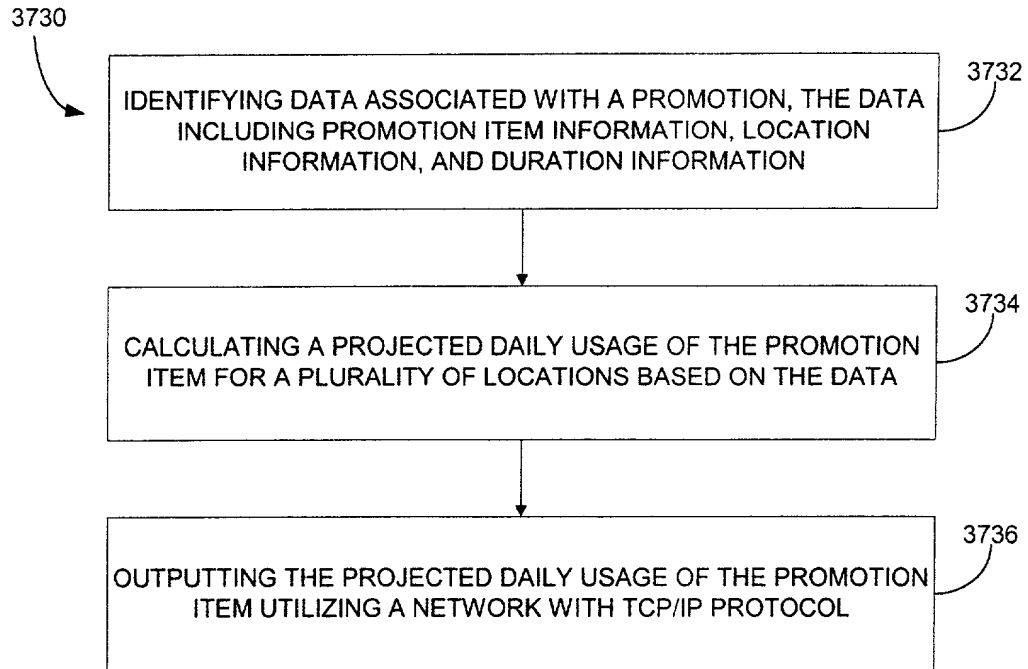 3730
3732
IDENTIFYING DATA ASSOCIATED WITH A PROMOTION, THE DATA
INCLUDING PROMOTION ITEM INFORMATION, LOCATION
INFORMATION, AND DURATION INFORMATION
3734
CALCULATING A PROJECTED DAILY USAGE OF THE PROMOTION
ITEM FOR A PLURALITY OF LOCATIONS BASED ON THE DATA
3736
OUTPUTTING THE PROJECTED DAILY USAGE OF THE PROMOTION
ITEM UTILIZING A NETWORK WITH TCP/IP PROTOCOL